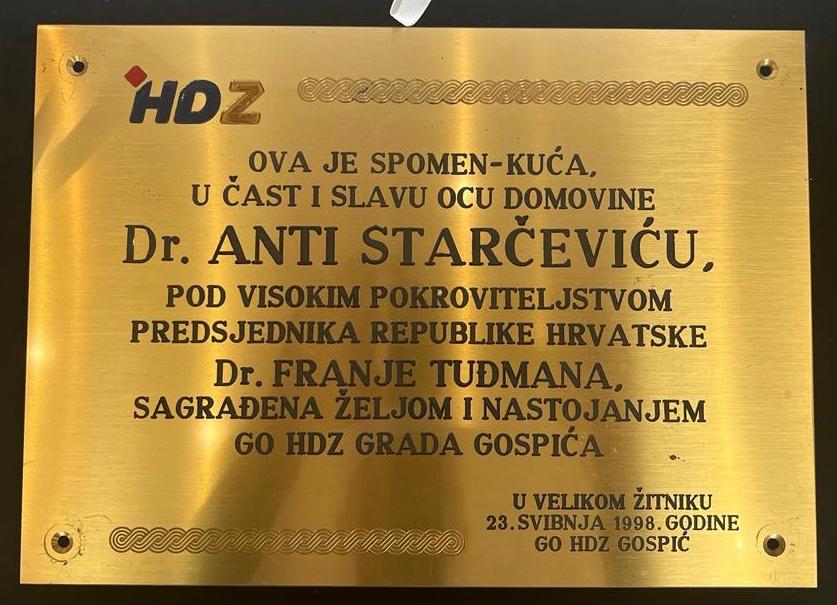 HDZ
OVA JE SPOMEN-KUĆA,
U ČAST I SLAVU OCU DOMOVINE
Dr. ANTI STARČEVIĆU,
POD VISOKIM POKROVITELJSTVOM
PREDSJEDNIKA REPUBLIKE HRVATSKE
Dr. FRANJE TUĐMANA,
SAGRAĐENA ŽELJOM I NASTOJANJEM
GO HDZ GRADA GOSPIĆA
U VELIKOM ŽITNIKU
23. SVIBNJA 1998. GODINE
GO HDZ GOSPIĆ